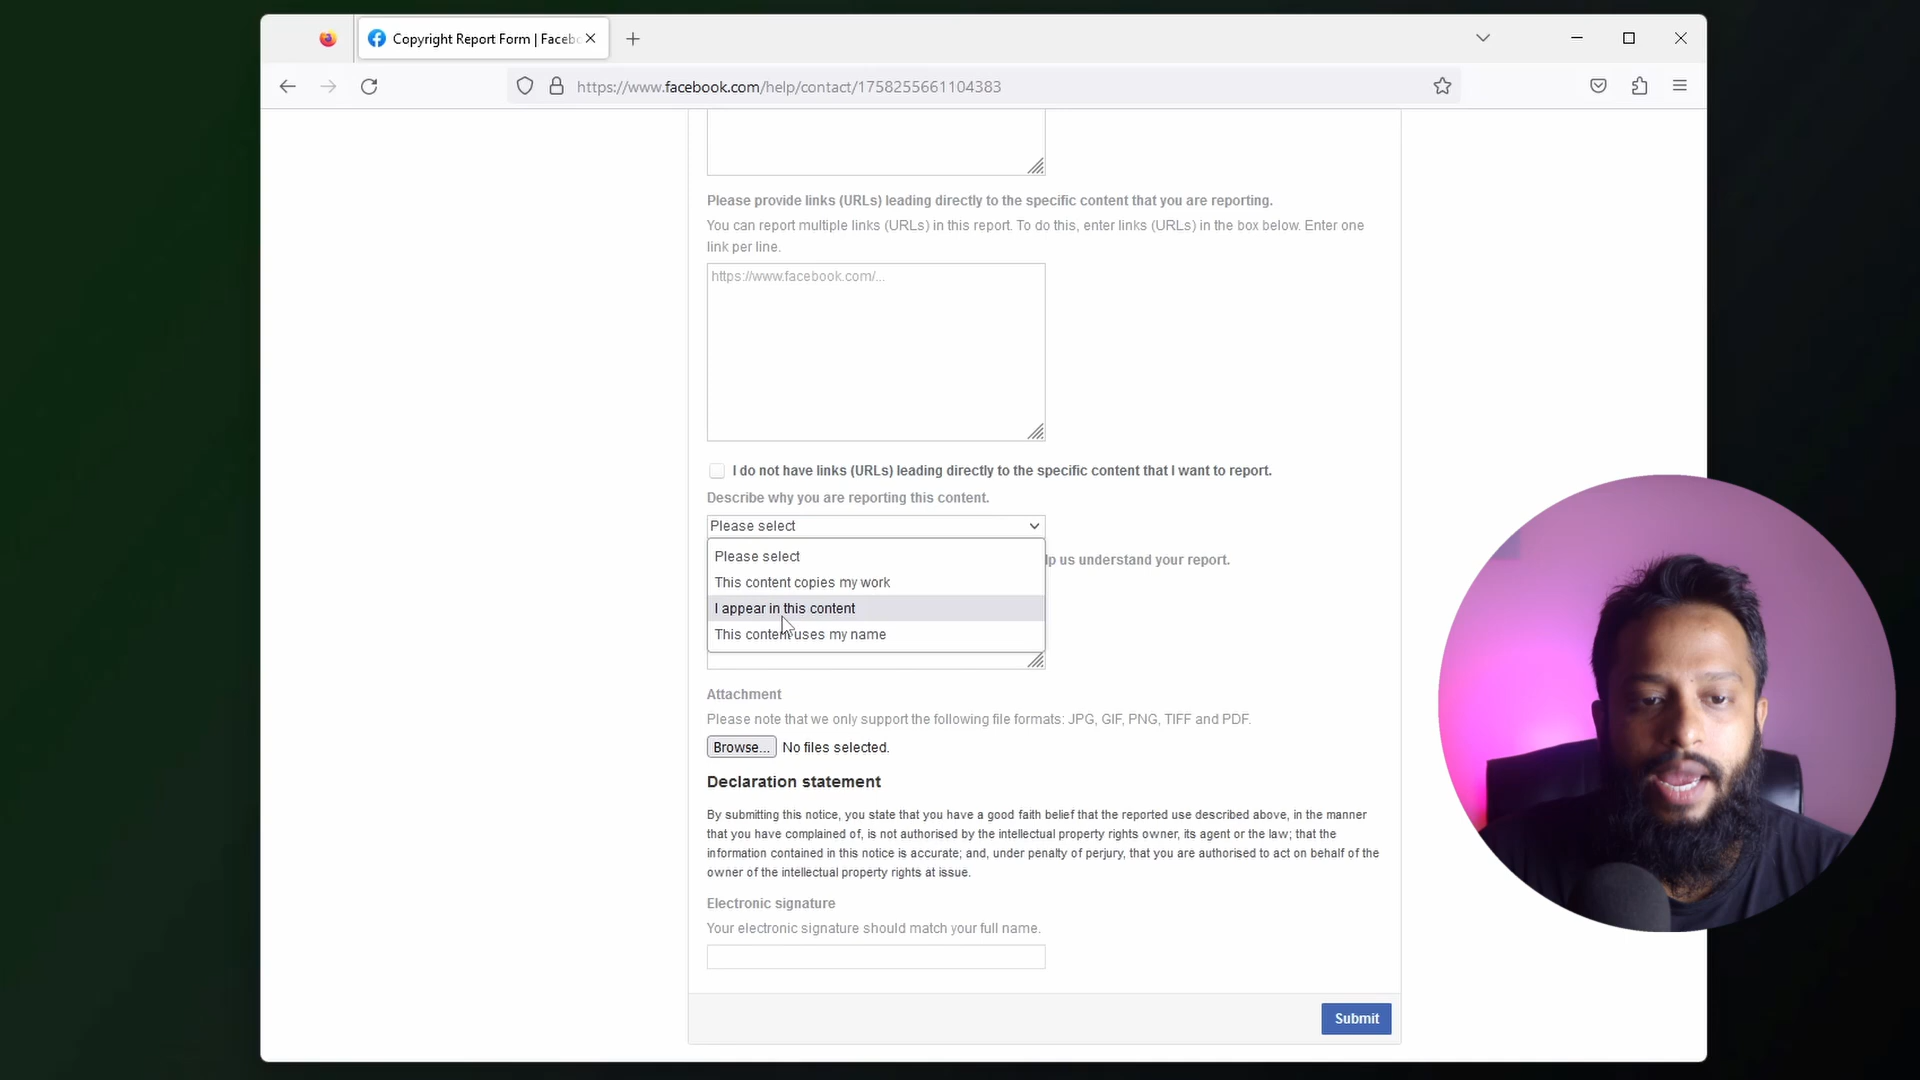 Copyright Report Form | Faceb
https://www.facebook.com/help/contact/1758255661104383
Please provide links (URLs) leading directly to the specific content that you are reporting.
You can report multiple links (URLs) in this report. To do this, enter links (URLs) in the box below. Enter one
link per line.
https://www.facebook.com/...
I do not have links (URLs) leading directly to the specific content that I want to report.
Describe why you are reporting this content.
Please select
Please select
us understand your report.
This content copies my work
I appear in this content
This content uses my name
Attachment
Please note that we only support the following file formats: JPG, GIF, PNG, TIFF and PDF.
Browse... No files selected.
Declaration statement
By submitting this notice, you state that you have a good faith belief that the reported use described above, in the manner
that you have complained of, is not authorised by the intellectual property rights owner, its agent or the law; that the
information contained in this notice is accurate; and, under penalty of perjury, that you are authorised to act on behalf of the
owner of the intellectual property rights at issue.
Electronic signature
Your electronic signature should match your full name.
Submit